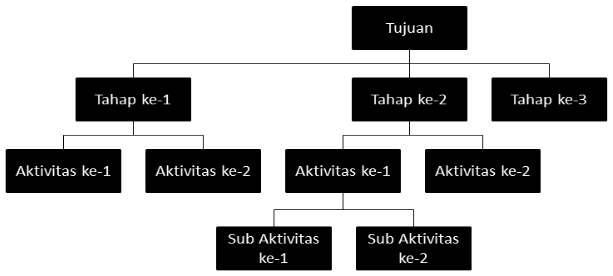 Tujuan
Tahap ke-1
Tahap ke-2
Tahap ke-3
Aktivitas ke-1
Aktivitas ke-2
Aktivitas ke-1
Aktivitas ke-2
Sub Aktivitas
ke-1
Sub Aktivitas
ke-2